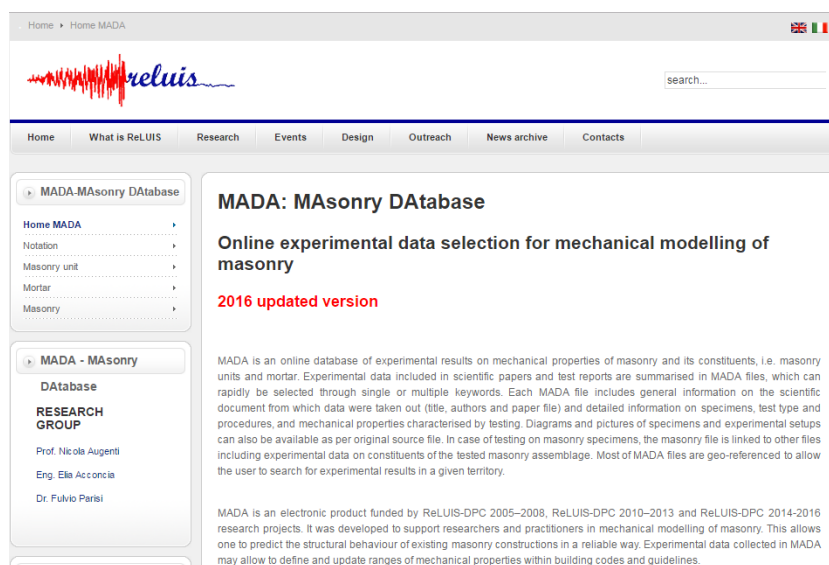 Home ▸ Home MADA
reluis
search...
Home What is ReLUIS Research Events Design Outreach News archive Contacts
MADA-MAsonry DAtabase
Home MADA
Notation
Masonry unit
Mortar
Masonry
MADA - MAsonry
DAtabase
RESEARCH
GROUP
Prof. Nicola Augenti
Eng. Elia Acconcia
Dr. Fulvio Parisi
MADA: MAsonry DAtabase
Online experimental data selection for mechanical modelling of
masonry
2016 updated version
MADA is an online database of experimental results on mechanical properties of masonry and its constituents, i.e. masonry
units and mortar. Experimental data included in scientific papers and test reports are summarised in MADA files, which can
rapidly be selected through single or multiple keywords. Each MADA file includes general information on the scientific
document from which data were taken out (title, authors and paper file) and detailed information on specimens, test type and
procedures, and mechanical properties characterised by testing. Diagrams and pictures of specimens and experimental setups
can also be available as per original source file. In case of testing on masonry specimens, the masonry file is linked to other files
including experimental data on constituents of the tested masonry assemblage. Most of MADA files are geo-referenced to allow
the user to search for experimental results in a given territory.
MADA is an electronic product funded by ReLUIS-DPC 2005–2008, ReLUIS-DPC 2010–2013 and ReLUIS-DPC 2014-2016
research projects. It was developed to support researchers and practitioners in mechanical modelling of masonry. This allows
one to predict the structural behaviour of existing masonry constructions in a reliable way. Experimental data collected in MADA
may allow to define and update ranges of mechanical properties within building codes and guidelines.